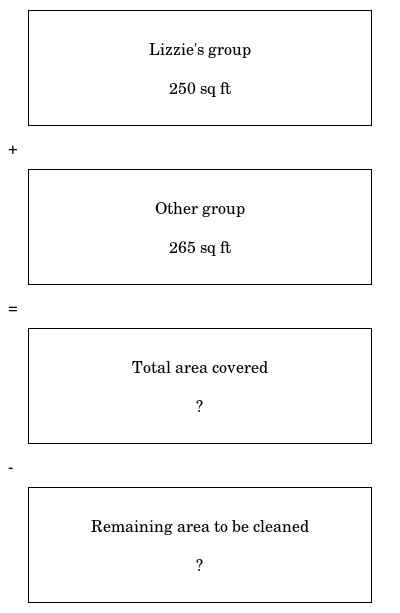 Lizzie's group
250 sq ft
+
Other group
265 sq ft
=
Total area covered
?
-
Remaining area to be cleaned
?